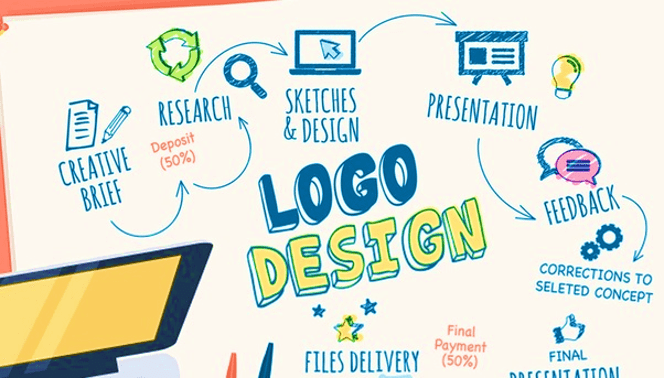 CREATIVE
BRIEF
Deposit
(50%)
RESEARCH
SKETCHES
& DESIGN
PRESENTATION
FEEDBACK
CORRECTIONS TO
SELETED CONCEPT
LOGO
DESIGN
FINAL
PRESENTATION
Final
Payment
(50%)
FILES DELIVERY